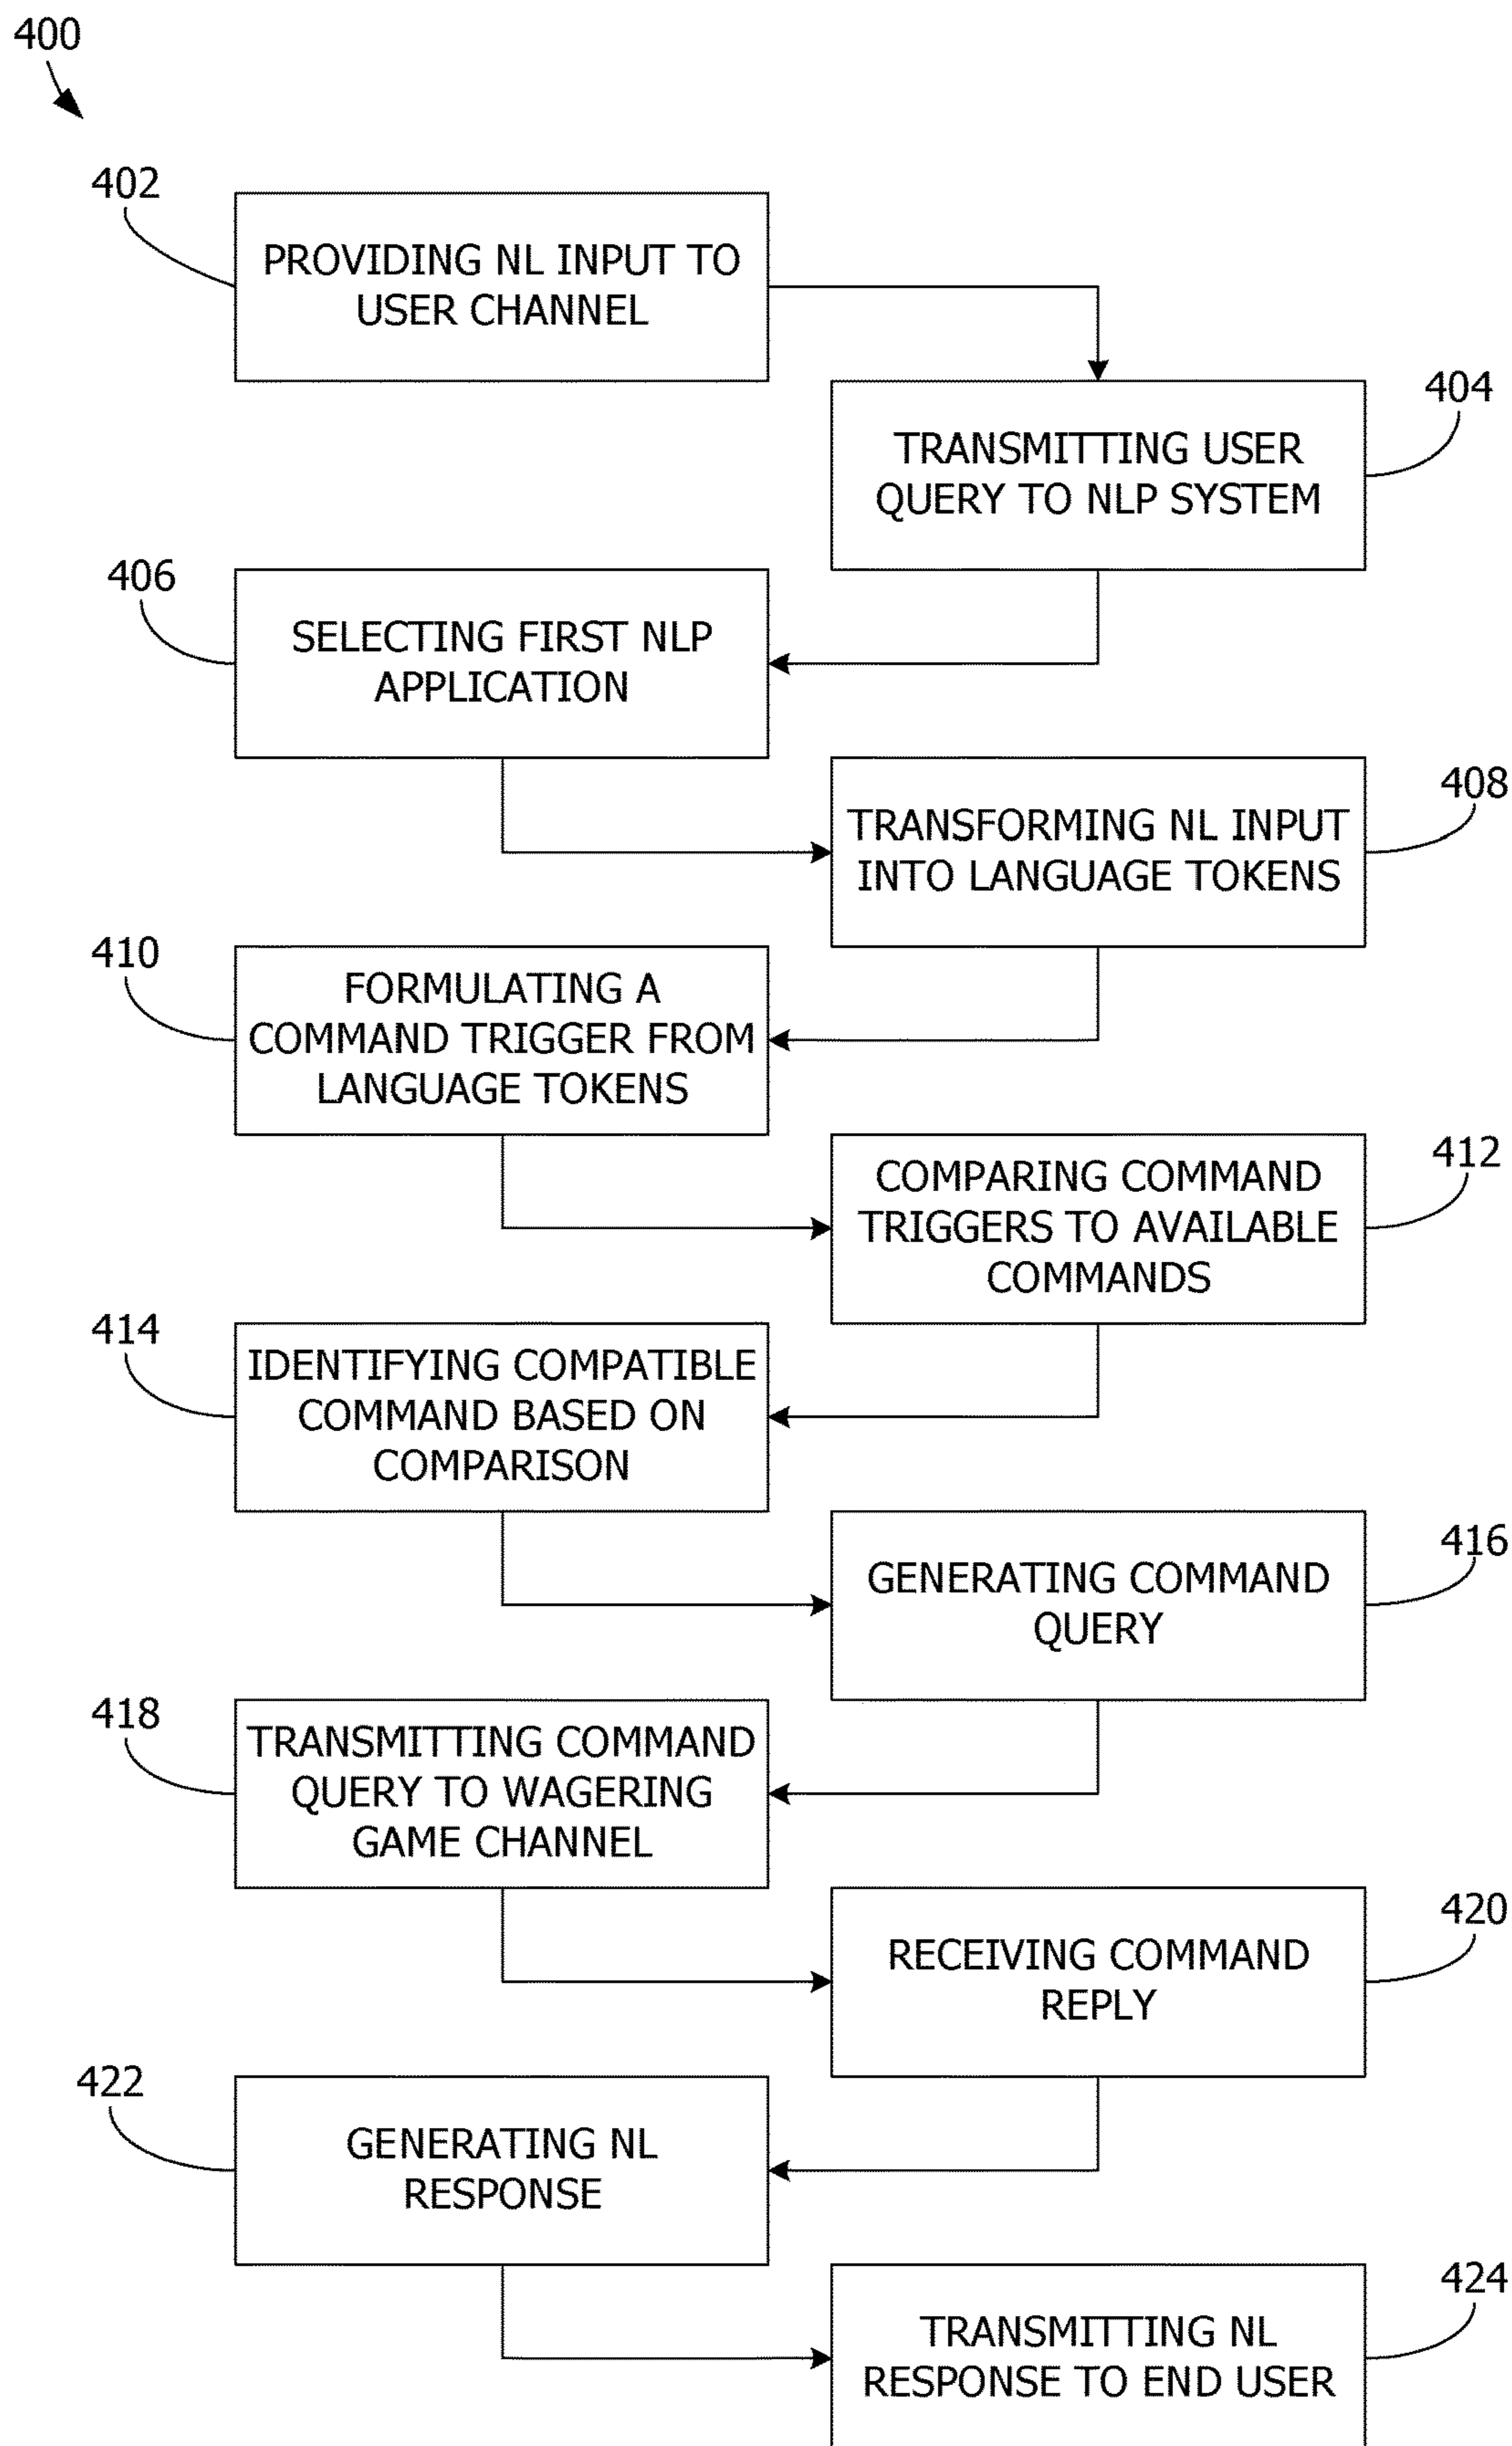 400
402
PROVIDING NL INPUT TO
USER CHANNEL
404
TRANSMITTING USER
QUERY TO NLP SYSTEM
406
SELECTING FIRST NLP
APPLICATION
408
TRANSFORMING NL INPUT
INTO LANGUAGE TOKENS
410
FORMULATING A
COMMAND TRIGGER FROM
LANGUAGE TOKENS
412
COMPARING COMMAND
TRIGGERS TO AVAILABLE
COMMANDS
414
IDENTIFYING COMPATIBLE
COMMAND BASED ON
COMPARISON
416
GENERATING COMMAND
QUERY
418
TRANSMITTING COMMAND
QUERY TO WAGERING
GAME CHANNEL
420
RECEIVING COMMAND
REPLY
422
GENERATING NL
RESPONSE
424
TRANSMITTING NL
RESPONSE TO END USER